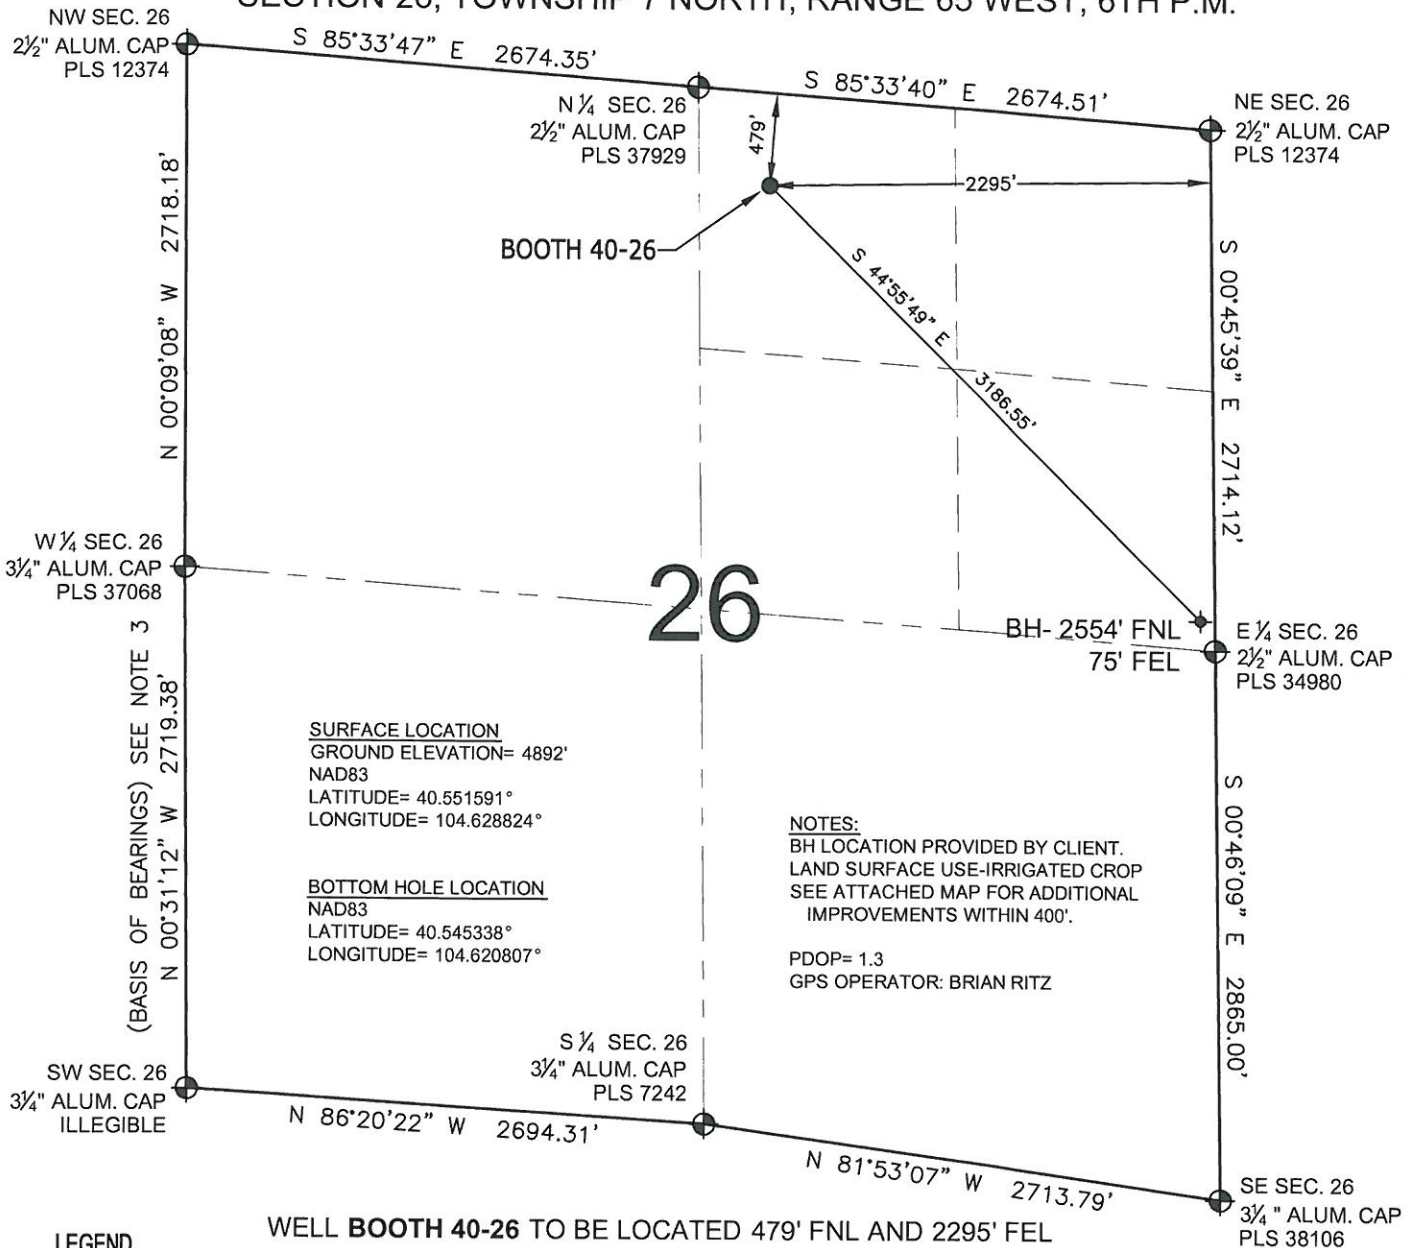 SECTION 26, TOWNSHIP 7 NORTH, RANGE 65 WEST, 6TH P.M.
NW SEC. 26
2½" ALUM. CAP
PLS 12374
S 85°33'47" E 2674.35'
S 85°33'40" E 2674.51'
N ¼ SEC. 26
2½" ALUM. CAP
PLS 37929
NE SEC. 26
2½" ALUM. CAP
PLS 12374
479'
2295'
BOOTH 40-26
N 00°09'08" W 2718.18'
S 44°55'49" E
3186.55'
S 00°45'39" E 2714.12'
W ¼ SEC. 26
3¼" ALUM. CAP
PLS 37068
26
BH- 2554' FNL
75' FEL
E ¼ SEC. 26
2½" ALUM. CAP
PLS 34980
(BASIS OF BEARINGS) SEE NOTE 3
N 00°31'12" W 2719.38'
SURFACE LOCATION
GROUND ELEVATION= 4892'
NAD83
LATITUDE= 40.551591°
LONGITUDE= 104.628824°
BOTTOM HOLE LOCATION
NAD83
LATITUDE= 40.545338°
LONGITUDE= 104.620807°
NOTES:
BH LOCATION PROVIDED BY CLIENT.
LAND SURFACE USE-IRRIGATED CROP
SEE ATTACHED MAP FOR ADDITIONAL
IMPROVEMENTS WITHIN 400'.
PDOP= 1.3
GPS OPERATOR: BRIAN RITZ
S 00°46'09" E 2865.00'
SW SEC. 26
3¼" ALUM. CAP
ILLEGIBLE
S ¼ SEC. 26
3¼" ALUM. CAP
PLS 7242
N 86°20'22" W 2694.31'
N 81°53'07" W 2713.79'
SE SEC. 26
3¼ " ALUM. CAP
PLS 38106
WELL BOOTH 40-26 TO BE LOCATED 479' FNL AND 2295' FEL
LEGEND